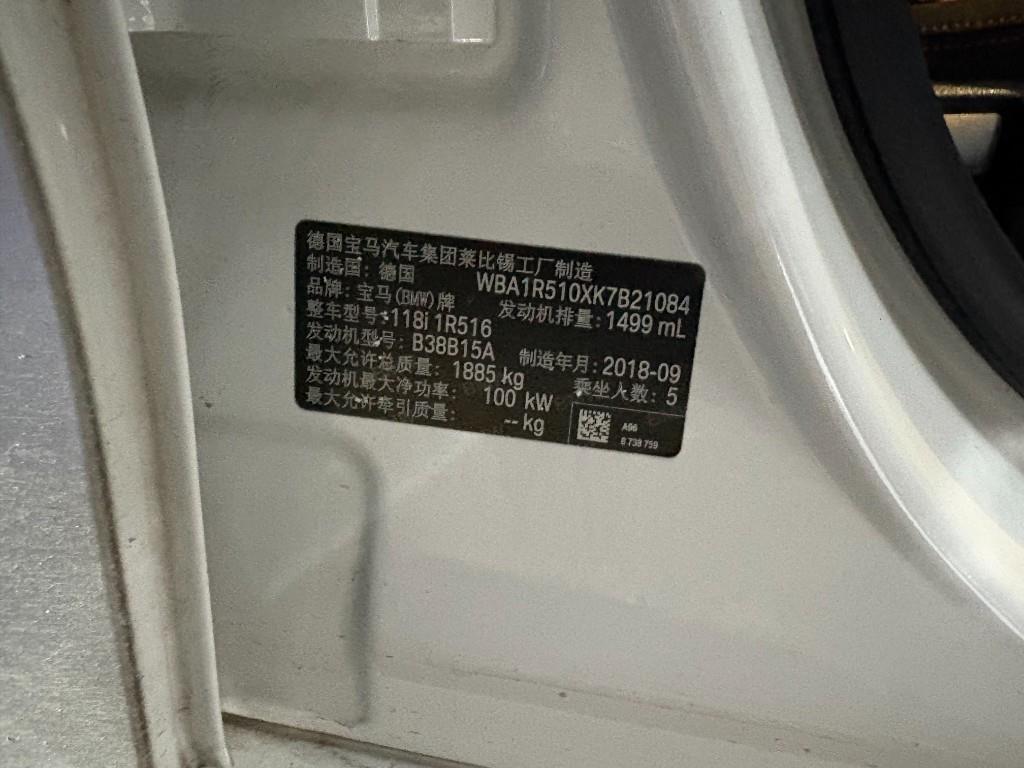 德国宝马汽车集团莱比锡工厂制造
制造国: 德国 WBA1R510XK7B21084
品牌: 宝马(BMW)牌 发动机排量: 1499 mL
整车型号: 118i 1R516
发动机型号: B38B15A 制造年月: 2018-09
最大允许总质量: 1885 kg 乘坐人数: 5
发动机最大净功率: 100 kW
最大允许牵引质量: -- kg
A96
8 738 759